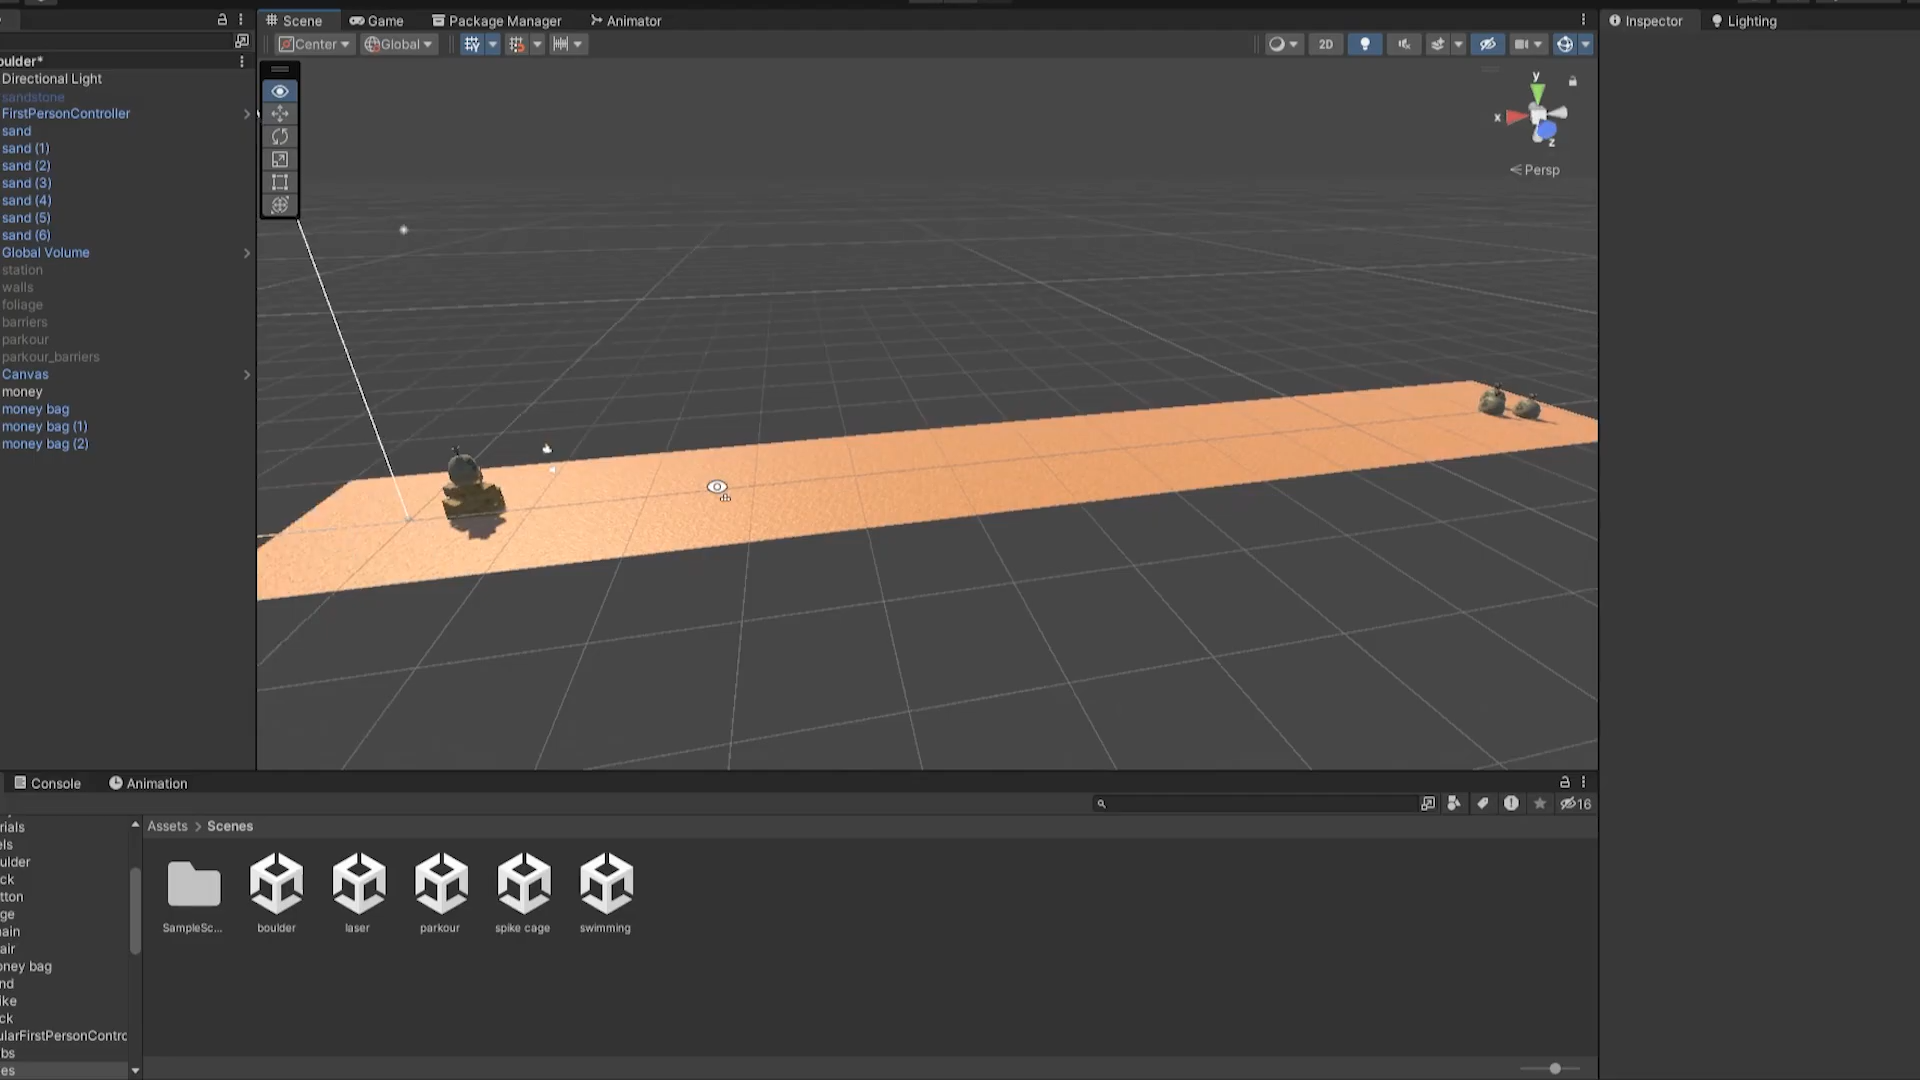 Scene
Game
Package Manager
Animator
Inspector
Lighting
Center
Global
2D
oulder*
Directional Light
sandstone
FirstPersonController
sand
sand (1)
sand (2)
sand (3)
sand (4)
sand (5)
sand (6)
Global Volume
station
walls
foliage
barriers
parkour
parkour_barriers
Canvas
money
money bag
money bag (1)
money bag (2)
y
x
z
Persp
Console
Animation
16
rials
els
ulder
ck
tton
ge
ain
air
oney bag
nd
ike
ck
ularFirstPersonContro
bs
es
Assets > Scenes
SampleSc...
boulder
laser
parkour
spike cage
swimming